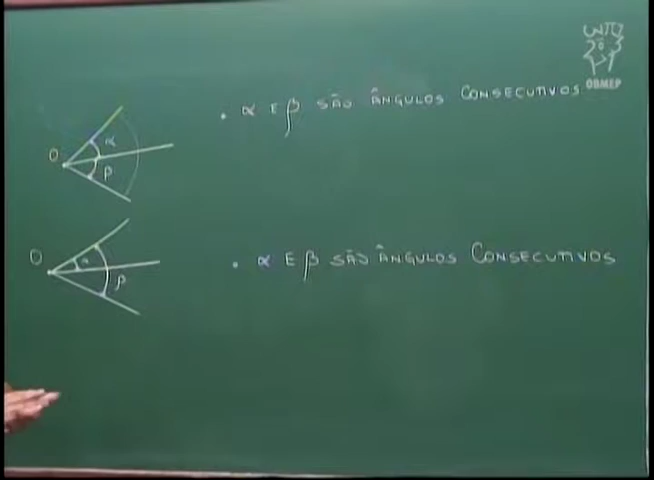 OBMEP
• α E β SÃO ÂNGULOS CONSECUTIVOS
O
α
β
O
α
β
• α E β SÃO ÂNGULOS CONSECUTIVOS